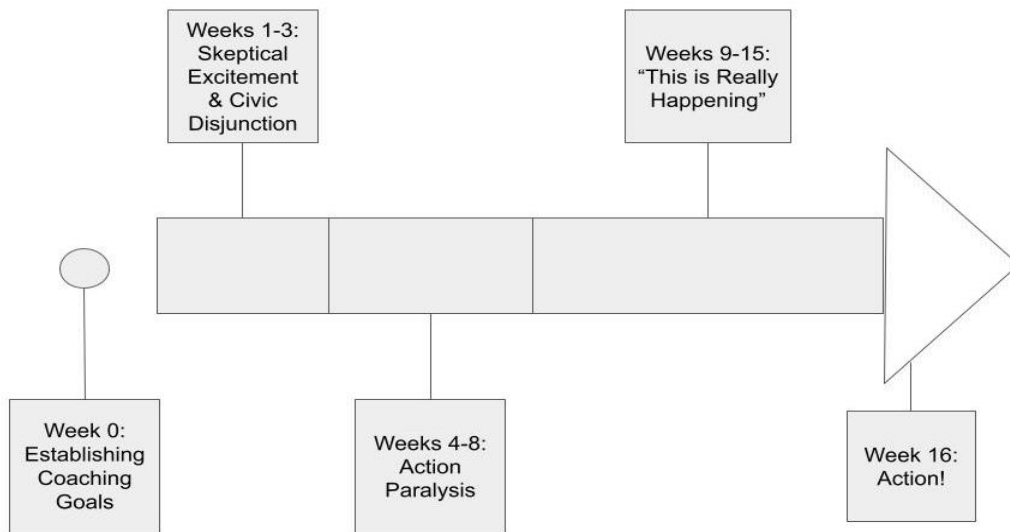 Weeks 1-3:
Skeptical
Excitement
& Civic
Disjunction
Weeks 9-15:
“This is Really
Happening”
Week 0:
Establishing
Coaching
Goals
Weeks 4-8:
Action
Paralysis
Week 16:
Action!